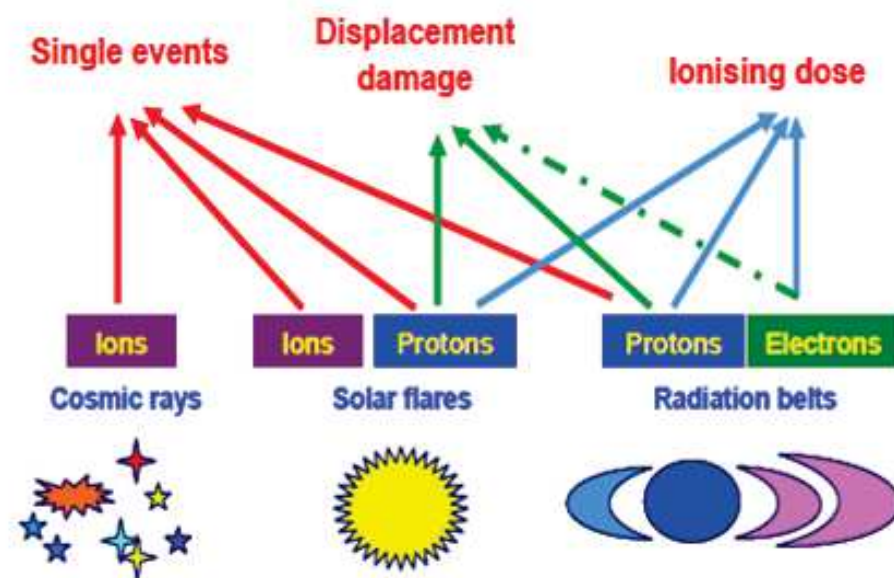 Single events
Displacement
damage
Ionising dose
Ions
Ions
Protons
Protons
Electrons
Cosmic rays
Solar flares
Radiation belts